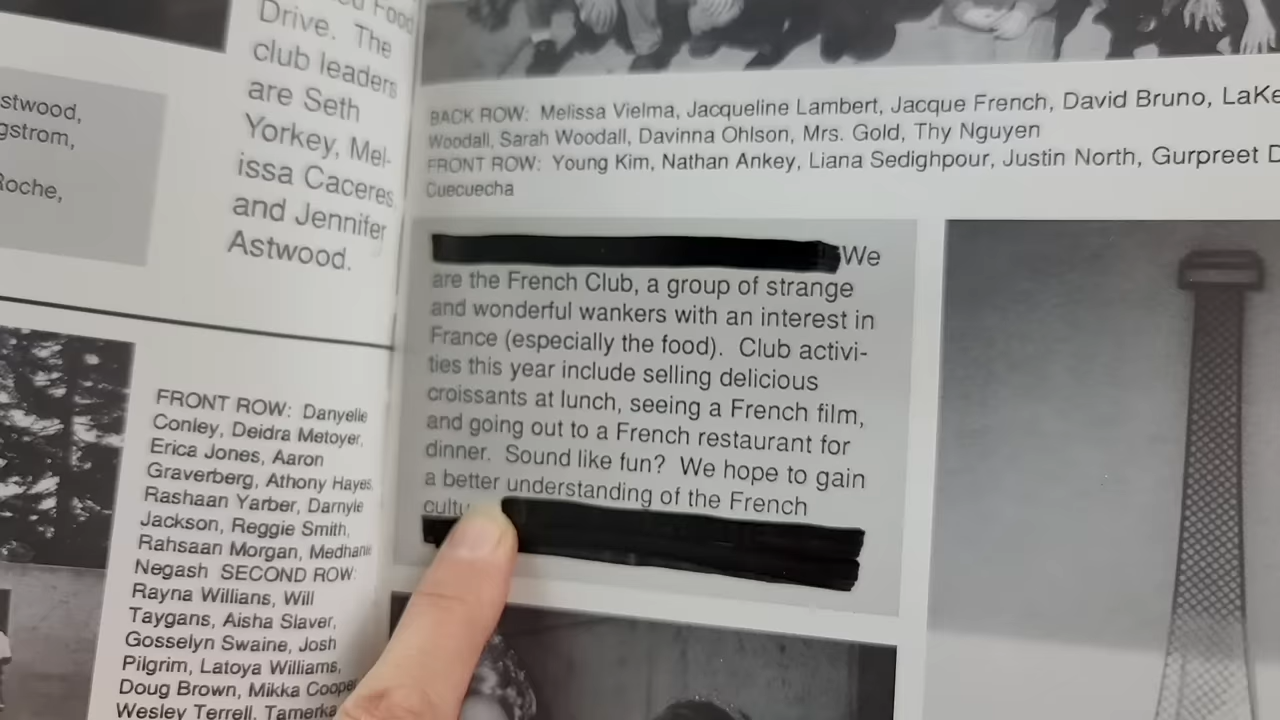 Food
Drive. The
club leaders
are Seth
Yorkey, Mel-
issa Caceres
and Jennifer
Astwood.
stwood,
gstrom,
Roche,
FRONT ROW: Danyelle
Conley, Deidra Metoyer,
Erica Jones, Aaron
Graverberg, Athony Hayes
Rashaan Yarber, Darnyle
Jackson, Reggie Smith,
Rahsaan Morgan, Medhanie
Negash SECOND ROW:
Rayna Willians, Will
Taygans, Aisha Slaver,
Gosselyn Swaine, Josh
Pilgrim, Latoya Williams,
Doug Brown, Mikka Cooper
Wesley Terrell, Tamerka
BACK ROW: Melissa Vielma, Jacqueline Lambert, Jacque French, David Bruno, LaKe
Woodall, Sarah Woodall, Davinna Ohlson, Mrs. Gold, Thy Nguyen
FRONT ROW: Young Kim, Nathan Ankey, Liana Sedighpour, Justin North, Gurpreet D
Cuecuecha
We
are the French Club, a group of strange
and wonderful wankers with an interest in
France (especially the food). Club activi-
ties this year include selling delicious
croissants at lunch, seeing a French film,
and going out to a French restaurant for
dinner. Sound like fun? We hope to gain
a better understanding of the French
cultu